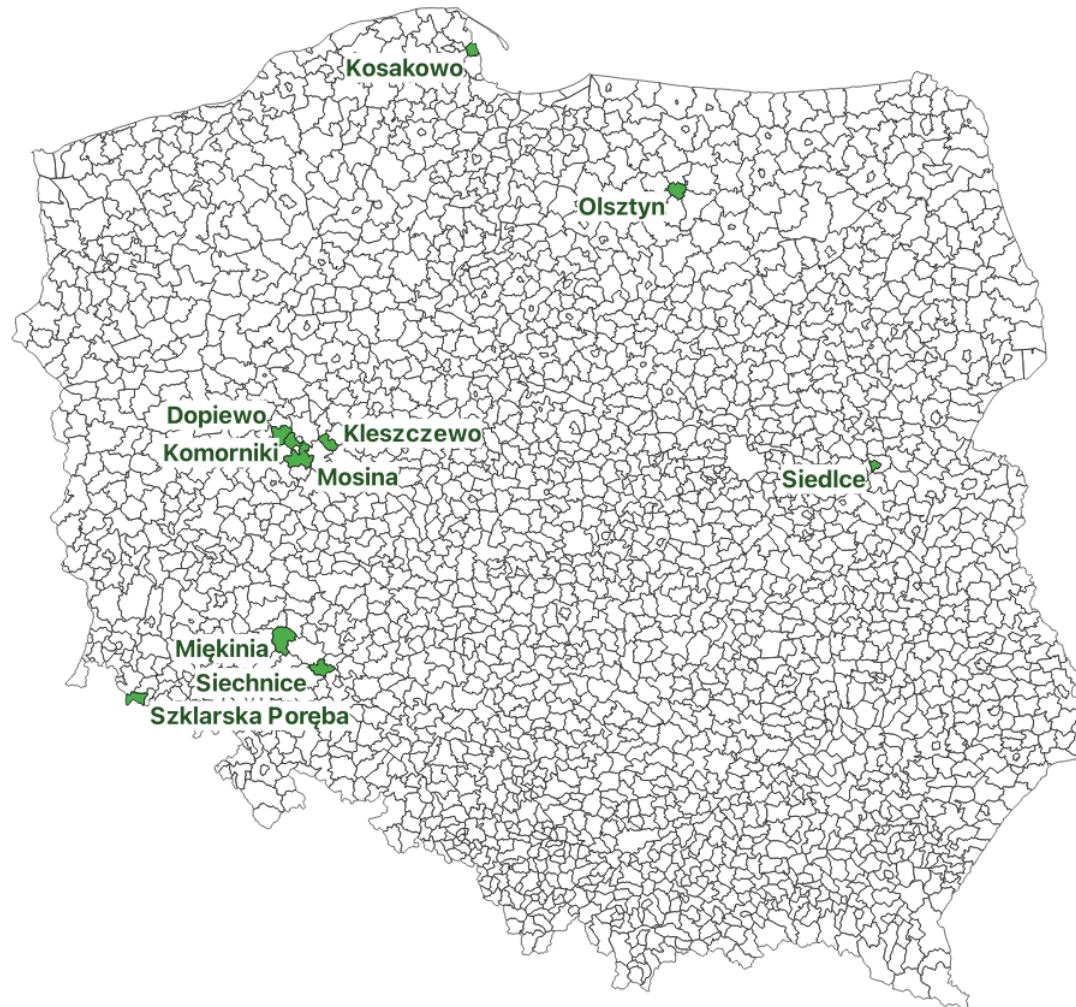 Kosakowo
Olsztyn
Dopiewo
Kleszczewo
Komorniki
Mosina
Siedlce
Miękinia
Siechnice
Szklarska Poręba